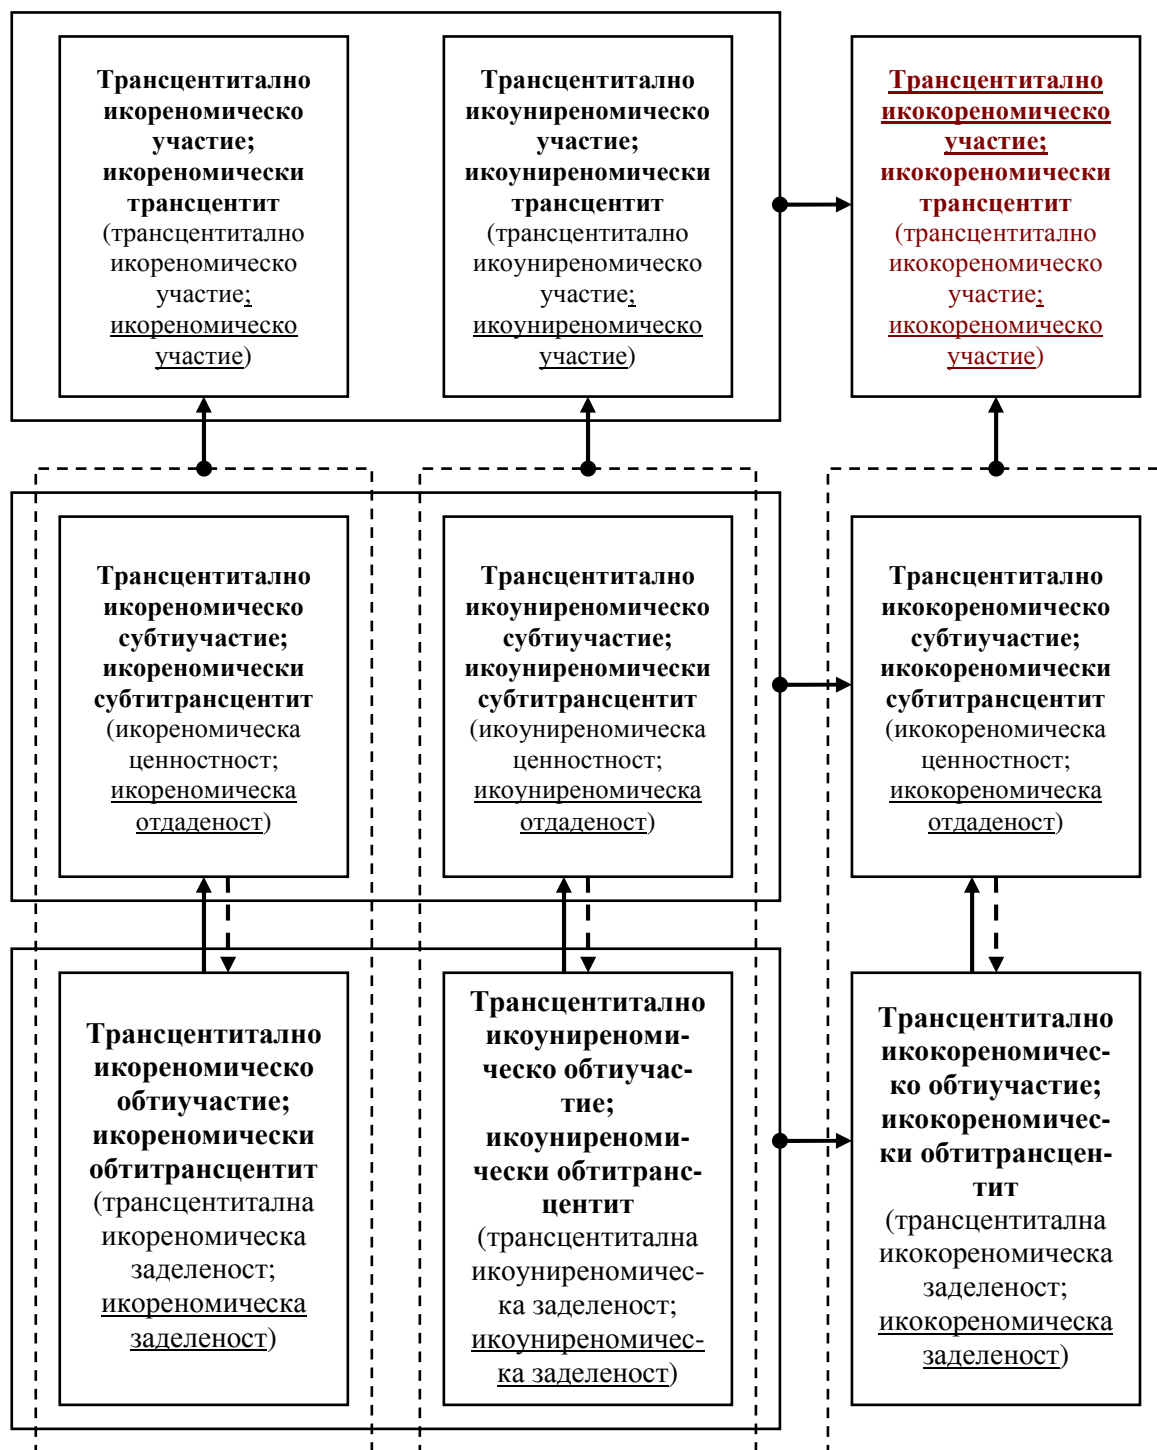 Трансцентитално
икореномическо
участие;
икореномически
трансцентит
(трансцентитално
икореномическо
участие;
икореномическо
участие)
Трансцентитално
икоуниреномическо
участие;
икоуниреномически
трансцентит
(трансцентитално
икоуниреномическо
участие;
икоуниреномическо
участие)
Трансцентитално
икокореномическо
участие;
икокореномически
трансцентит
(трансцентитално
икокореномическо
участие;
икокореномическо
участие)
Трансцентитално
икореномическо
субтиучастие;
икореномически
субтитрансцентит
(икореномическа
ценностност;
икореномическа
отдаденост)
Трансцентитално
икоуниреномическо
субтиучастие;
икоуниреномически
субтитрансцентит
(икоуниреномическа
ценностност;
икоуниреномическа
отдаденост)
Трансцентитално
икокореномическо
субтиучастие;
икокореномически
субтитрансцентит
(икокореномическа
ценностност;
икокореномическа
отдаденост)
Трансцентитално
икореномическо
обтиучастие;
икореномически
обтитрансцентит
(трансцентитална
икореномическа
заделеност;
икореномическа
заделеност)
Трансцентитално
икоуниреноми-
ческо обтиучас-
тие;
икоуниреноми-
чески обтитранс-
центит
(трансцентитална
икоуниреномичес-
ка заделеност;
икоуниреномичес-
ка заделеност)
Трансцентитално
икокореномичес-
ко обтиучастие;
икокореномичес-
ки обтитрансцен-
тит
(трансцентитална
икокореномическа
заделеност;
икокореномическа
заделеност)